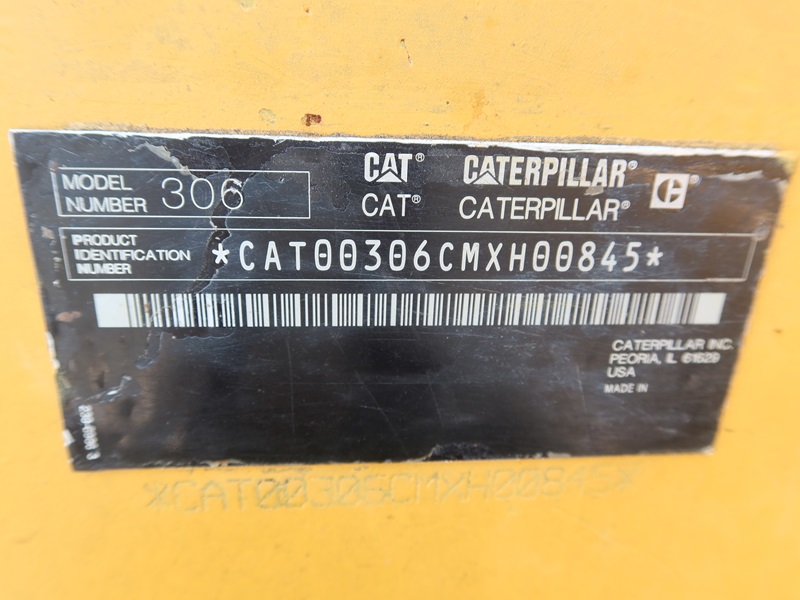 MODEL NUMBER 306
CAT® CATERPILLAR® C®
CAT® CATERPILLAR®
PRODUCT IDENTIFICATION NUMBER *CAT00306CMXH00845*
CATERPILLAR INC.
PEORIA, IL 61629
USA
MADE IN
*CAT00306CMXH00845*